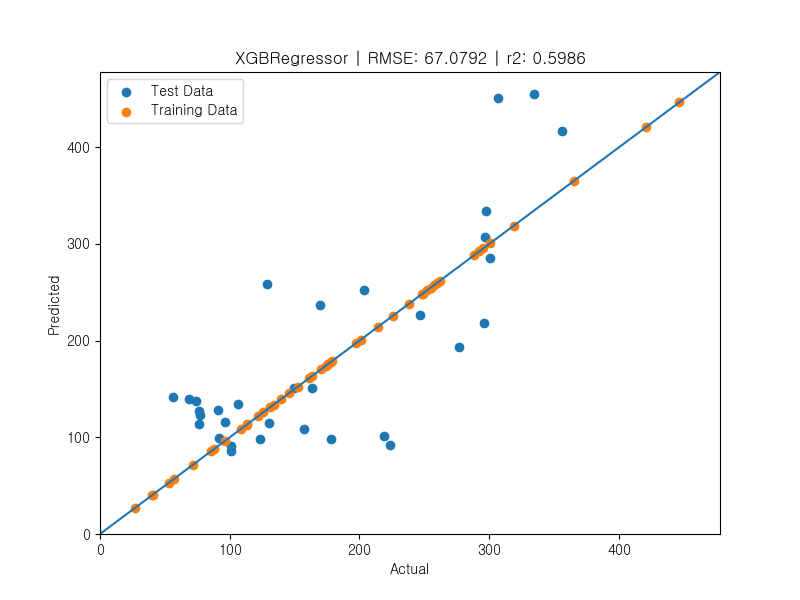 XGBRegressor | RMSE: 67.0792 | r2: 0.5986
Test Data
Training Data
400
300
200
100
0
Predicted
0 100 200 300 400
Actual